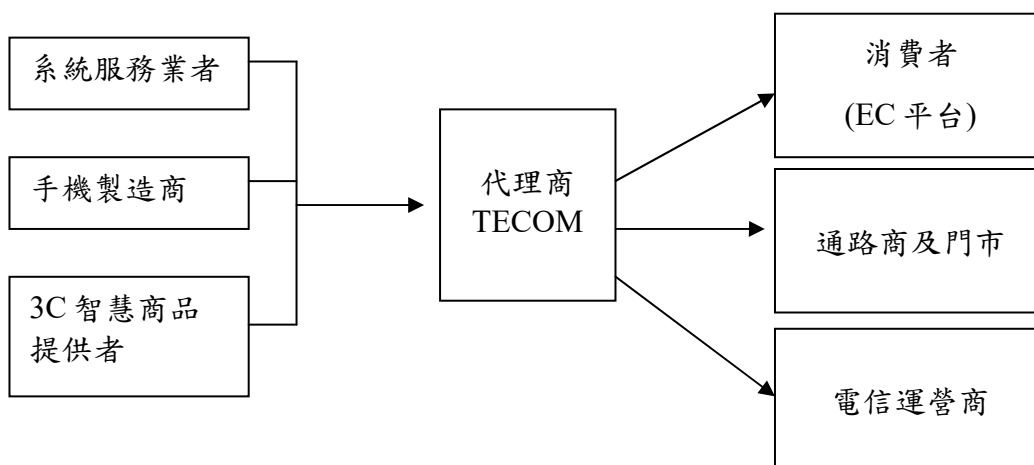 系統服務業者
手機製造商
3C 智慧商品
提供者
代理商
TECOM
消費者
(EC 平台)
通路商及門市
電信運營商